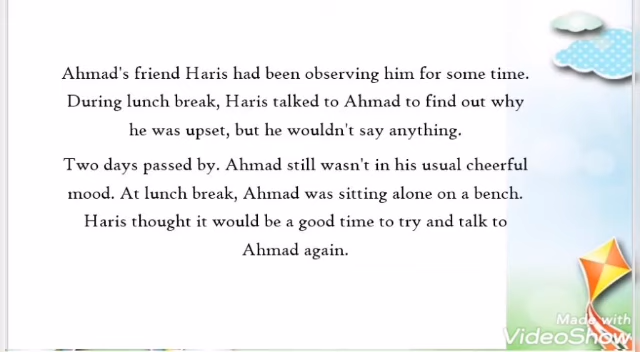 Ahmad's friend Haris had been observing him for some time.
During lunch break, Haris talked to Ahmad to find out why
he was upset, but he wouldn't say anything.
Two days passed by. Ahmad still wasn't in his usual cheerful
mood. At lunch break, Ahmad was sitting alone on a bench.
Haris thought it would be a good time to try and talk to
Ahmad again.
Made with
VideoShow